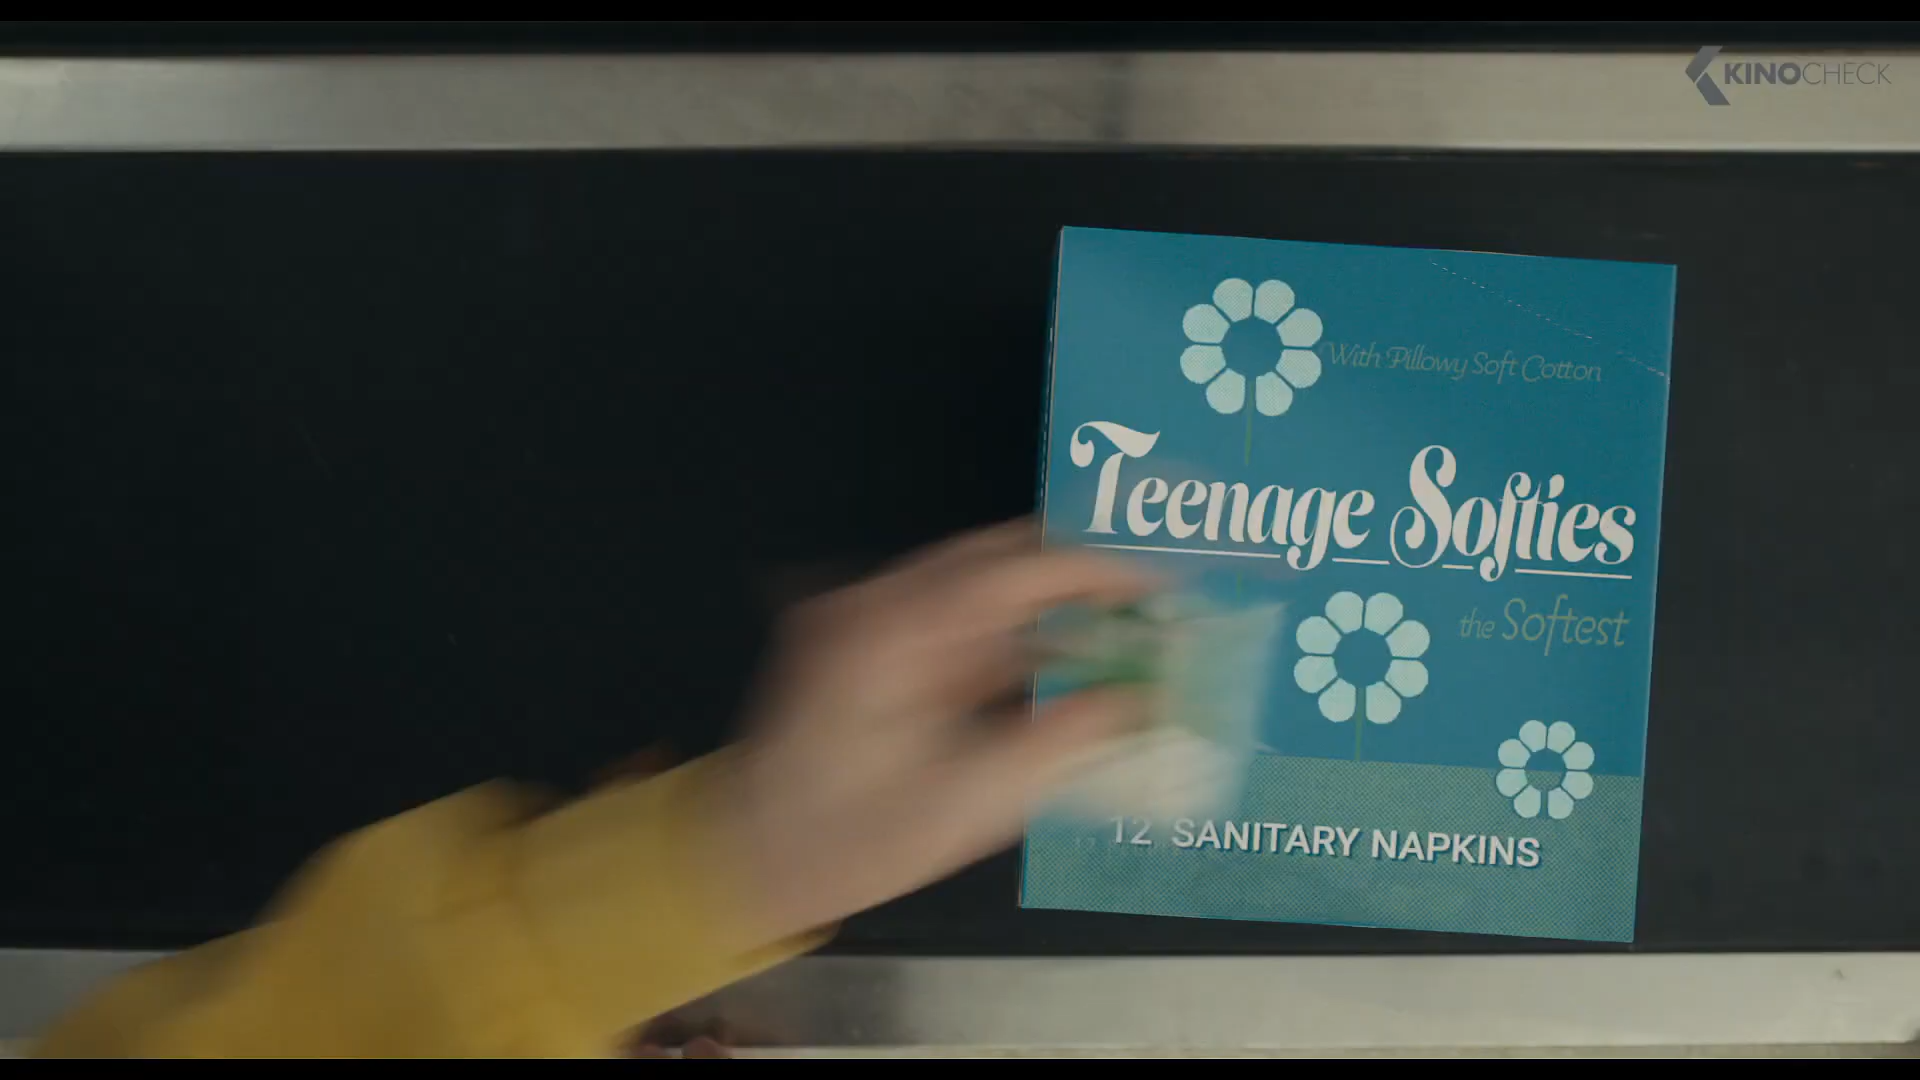 KINOCHECK
With Pillowy Soft Cotton
Teenage Softies
the Softest
12 SANITARY NAPKINS